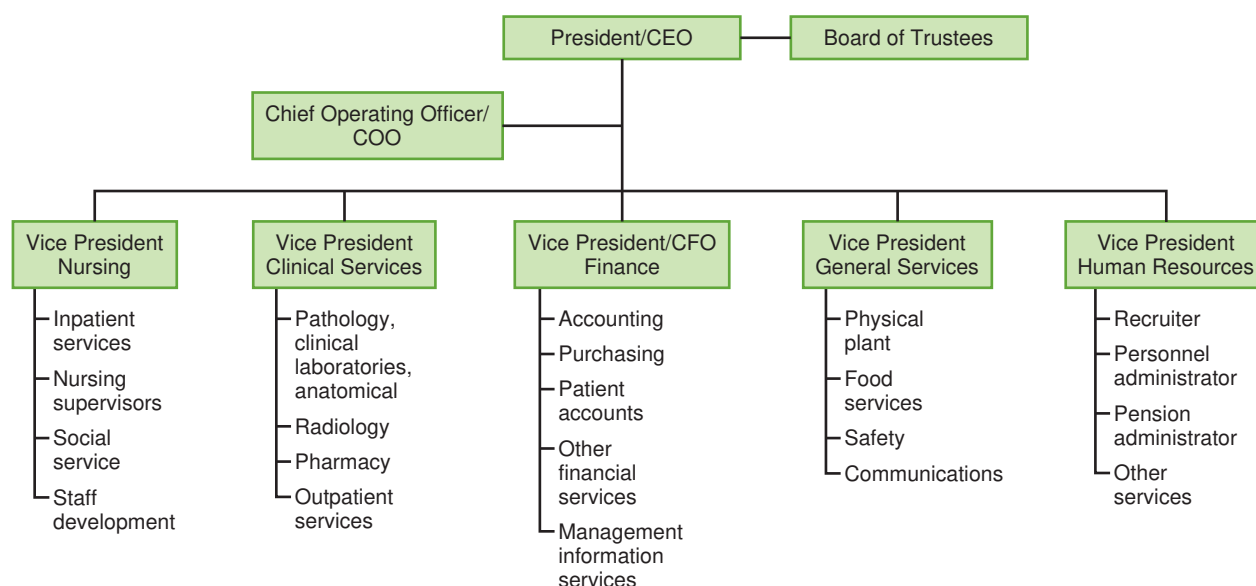 President/CEO
Board of Trustees
Chief Operating Officer/
COO
Vice President
Nursing
Inpatient
services
Nursing
supervisors
Social
service
Staff
development
Vice President
Clinical Services
Pathology,
clinical
laboratories,
anatomical
Radiology
Pharmacy
Outpatient
services
Vice President/CFO
Finance
Accounting
Purchasing
Patient
accounts
Other
financial
services
Management
information
services
Vice President
General Services
Physical
plant
Food
services
Safety
Communications
Vice President
Human Resources
Recruiter
Personnel
administrator
Pension
administrator
Other
services